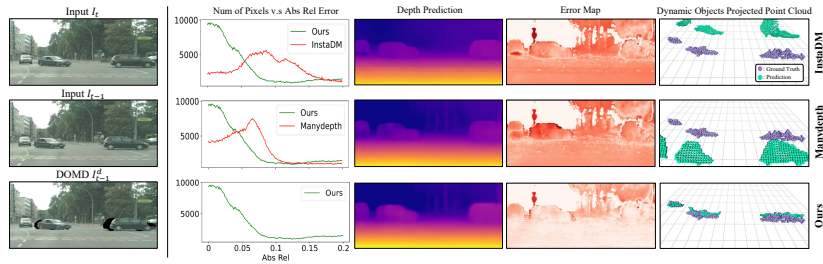 Input I_t
Num of Pixels v.s Abs Rel Error
Depth Prediction
Error Map
Dynamic Objects Projected Point Cloud
10000
5000
Ours
InstaDM
: Ground Truth
: Prediction
InstaDM
Input I_{t−1}
10000
5000
Ours
Manydepth
Manydepth
DOMD I^d_{t−1}
10000
5000
Ours
0
0.05
0.1
0.15
0.2
Abs Rel
Ours